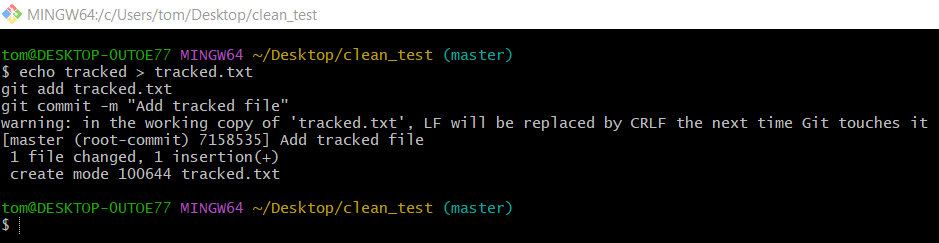 MINGW64:/c/Users/tom/Desktop/clean_test
tom@DESKTOP-OUTOE77 MINGW64 ~/Desktop/clean_test (master)
$ echo tracked > tracked.txt
git add tracked.txt
git commit -m "Add tracked file"
warning: in the working copy of 'tracked.txt', LF will be replaced by CRLF the next time Git touches it
[master (root-commit) 7158535] Add tracked file
 1 file changed, 1 insertion(+)
 create mode 100644 tracked.txt
tom@DESKTOP-OUTOE77 MINGW64 ~/Desktop/clean_test (master)
$